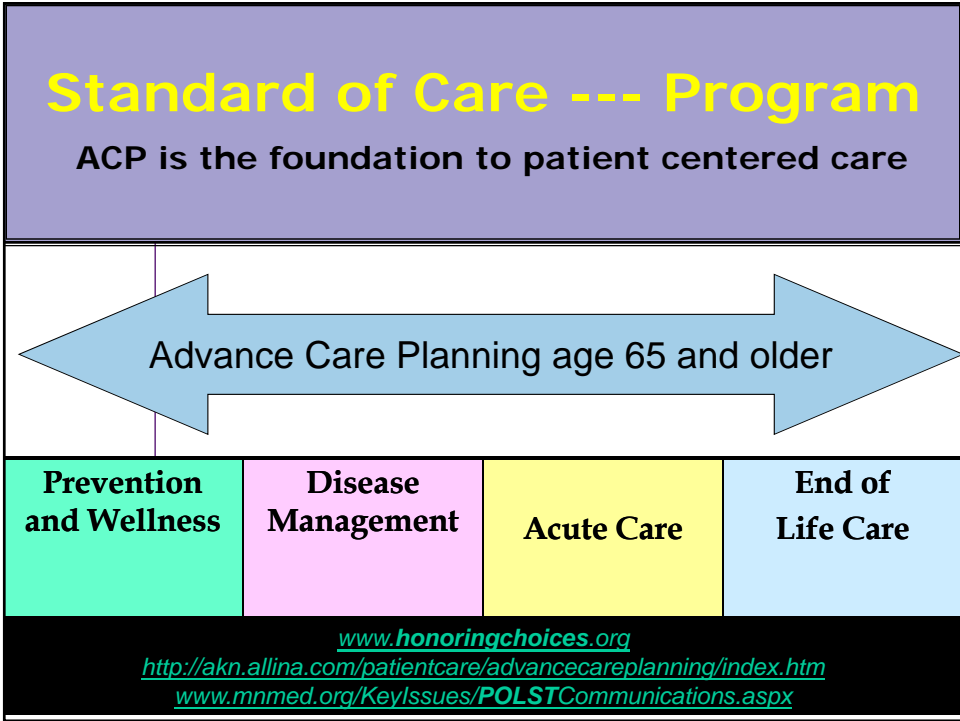 Standard of Care --- Program
ACP is the foundation to patient centered care
Advance Care Planning age 65 and older
Prevention
and Wellness
Disease
Management
Acute Care
End of
Life Care
www.honoringchoices.org
http://akn.allina.com/patientcare/advancecareplanning/index.htm
www.mnmed.org/KeyIssues/POLSTCommunications.aspx